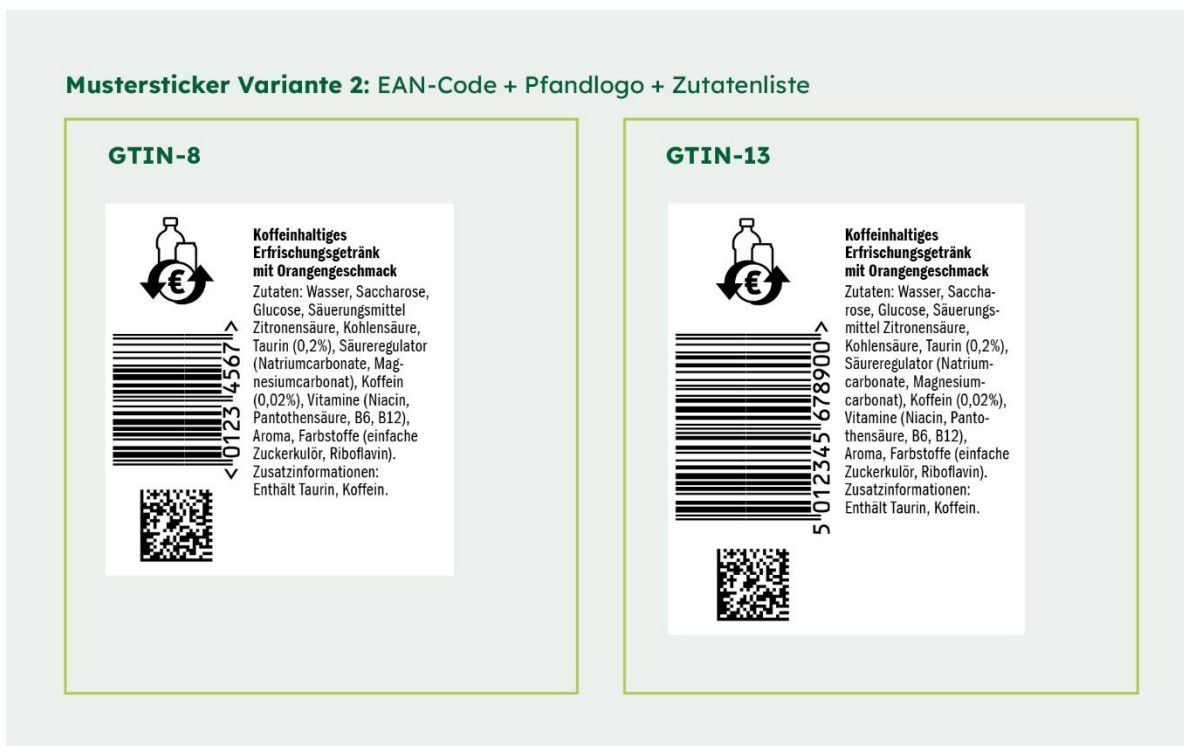 Mustersticker Variante 2: EAN-Code + Pfandlogo + Zutatenliste
GTIN-8
€
Koffeinhaltiges
Erfrischungsgetränk
mit Orangengeschmack
Zutaten: Wasser, Saccharose,
Glucose, Säuerungsmittel
Zitronensäure, Kohlensäure,
Taurin (0,2%), Säureregulator
(Natriumcarbonate, Mag-
nesiumcarbonat), Koffein
(0,02%), Vitamine (Niacin,
Pantothensäure, B6, B12),
Aroma, Farbstoffe (einfache
Zuckerkulör, Riboflavin).
Zusatzinformationen:
Enthält Taurin, Koffein.
<0123 4567>
GTIN-13
€
Koffeinhaltiges
Erfrischungsgetränk
mit Orangengeschmack
Zutaten: Wasser, Saccha-
rose, Glucose, Säuerungs-
mittel Zitronensäure,
Kohlensäure, Taurin (0,2%),
Säureregulator (Natrium-
carbonate, Magnesium-
carbonat), Koffein (0,02%),
Vitamine (Niacin, Panto-
thensäure, B6, B12),
Aroma, Farbstoffe (einfache
Zuckerkulör, Riboflavin).
Zusatzinformationen:
Enthält Taurin, Koffein.
5 012345 678900>